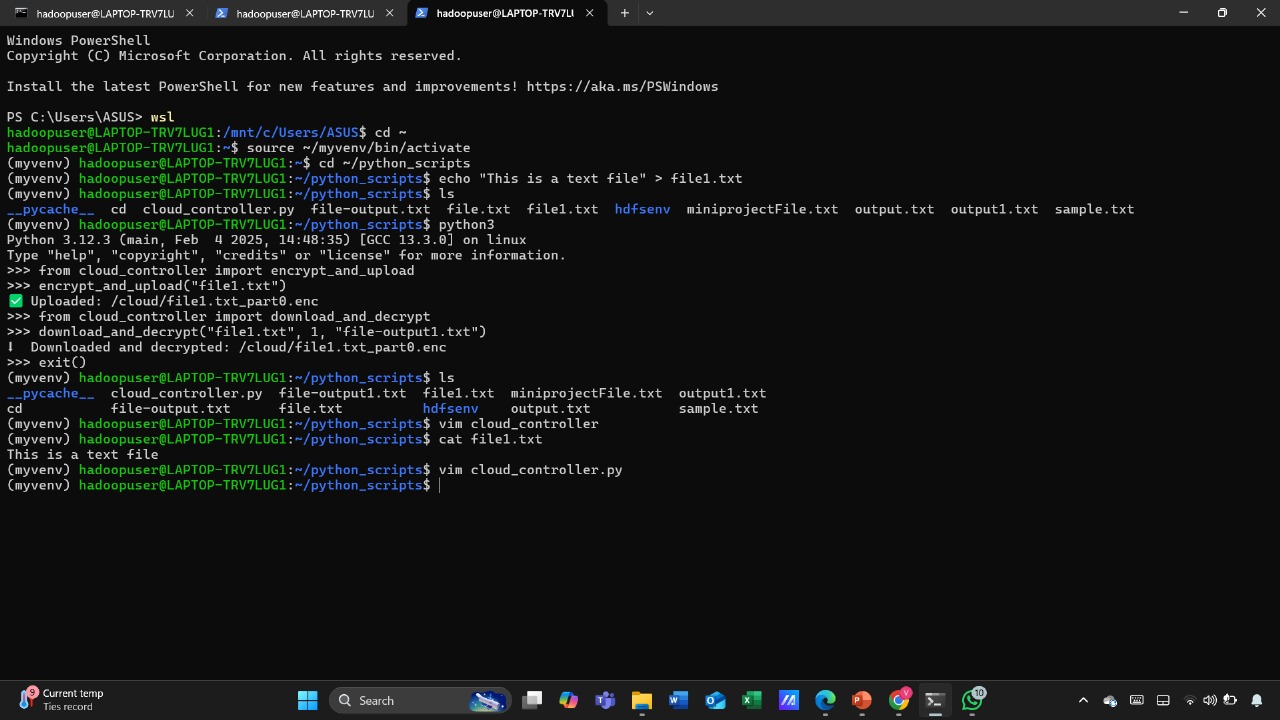 hadoopuser@LAPTOP-TRV7LU
hadoopuser@LAPTOP-TRV7LU
hadoopuser@LAPTOP-TRV7LU
Windows PowerShell
Copyright (C) Microsoft Corporation. All rights reserved.
Install the latest PowerShell for new features and improvements! https://aka.ms/PSWindows
PS C:\Users\ASUS> wsl
hadoopuser@LAPTOP-TRV7LUG1:/mnt/c/Users/ASUS$ cd ~
hadoopuser@LAPTOP-TRV7LUG1:~$ source ~/myvenv/bin/activate
(myvenv) hadoopuser@LAPTOP-TRV7LUG1:~$ cd ~/python_scripts
(myvenv) hadoopuser@LAPTOP-TRV7LUG1:~/python_scripts$ echo "This is a text file" > file1.txt
(myvenv) hadoopuser@LAPTOP-TRV7LUG1:~/python_scripts$ ls
__pycache__  cd  cloud_controller.py  file-output.txt  file.txt  file1.txt  hdfsenv  miniprojectFile.txt  output.txt  output1.txt  sample.txt
(myvenv) hadoopuser@LAPTOP-TRV7LUG1:~/python_scripts$ python3
Python 3.12.3 (main, Feb  4 2025, 14:48:35) [GCC 13.3.0] on linux
Type "help", "copyright", "credits" or "license" for more information.
>>> from cloud_controller import encrypt_and_upload
>>> encrypt_and_upload("file1.txt")
✅ Uploaded: /cloud/file1.txt_part0.enc
>>> from cloud_controller import download_and_decrypt
>>> download_and_decrypt("file1.txt", 1, "file-output1.txt")
⬇ Downloaded and decrypted: /cloud/file1.txt_part0.enc
>>> exit()
(myvenv) hadoopuser@LAPTOP-TRV7LUG1:~/python_scripts$ ls
__pycache__  cloud_controller.py  file-output1.txt  file1.txt  miniprojectFile.txt  output1.txt
cd           file-output.txt      file.txt          hdfsenv    output.txt           sample.txt
(myvenv) hadoopuser@LAPTOP-TRV7LUG1:~/python_scripts$ vim cloud_controller
(myvenv) hadoopuser@LAPTOP-TRV7LUG1:~/python_scripts$ cat file1.txt
This is a text file
(myvenv) hadoopuser@LAPTOP-TRV7LUG1:~/python_scripts$ vim cloud_controller.py
(myvenv) hadoopuser@LAPTOP-TRV7LUG1:~/python_scripts$
9
Current temp
Ties record
Search
V
10